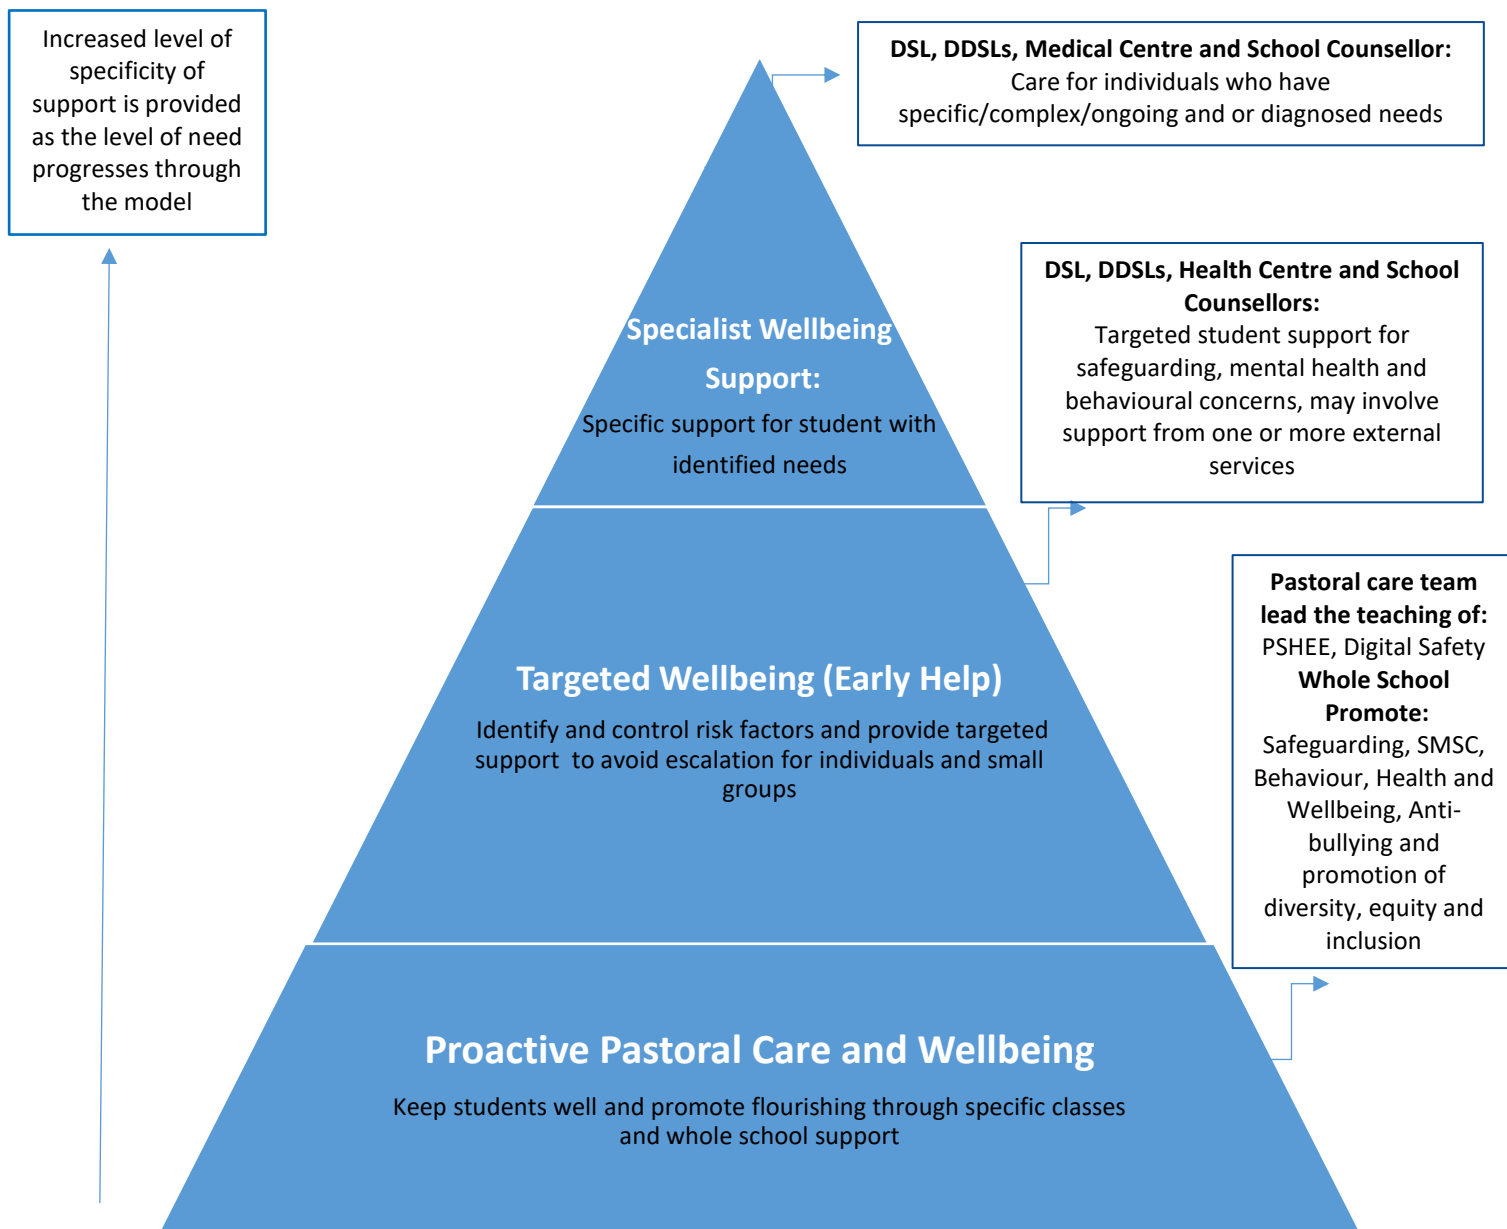 Increased level of
specificity of
support is provided
as the level of need
progresses through
the model
DSL, DDSLs, Medical Centre and School Counsellor:
Care for individuals who have
specific/complex/ongoing and or diagnosed needs
DSL, DDSLs, Health Centre and School
Counsellors:
Targeted student support for
safeguarding, mental health and
behavioural concerns, may involve
support from one or more external
services
Specialist Wellbeing
Support:
Specific support for student with
identified needs
Pastoral care team
lead the teaching of:
PSHEE, Digital Safety
Whole School
Promote:
Safeguarding, SMSC,
Behaviour, Health and
Wellbeing, Anti-
bullying and
promotion of
diversity, equity and
inclusion
Targeted Wellbeing (Early Help)
Identify and control risk factors and provide targeted
support  to avoid escalation for individuals and small
groups
Proactive Pastoral Care and Wellbeing
Keep students well and promote flourishing through specific classes
and whole school support